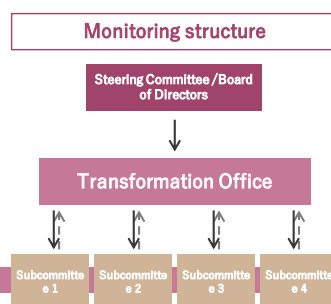 Monitoring structure
Steering Committee /Board
of Directors
Transformation Office
Subcommitte
e 1
Subcommitte
e 2
Subcommitte
e 3
Subcommitte
e 4